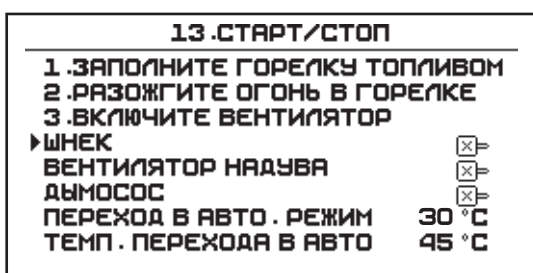 13.СТАРТ/СТОП
1.ЗАПОЛНИТЕ ГОРЕЛКУ ТОПЛИВОМ
2.РАЗОЖГИТЕ ОГОНЬ В ГОРЕЛКЕ
3.ВКЛЮЧИТЕ ВЕНТИЛЯТОР
ШНЕК
ВЕНТИЛЯТОР НАДУВА
ДЫМОСОС
ПЕРЕХОД В АВТО.РЕЖИМ 30 °C
ТЕМП.ПЕРЕХОДА В АВТО 45 °C